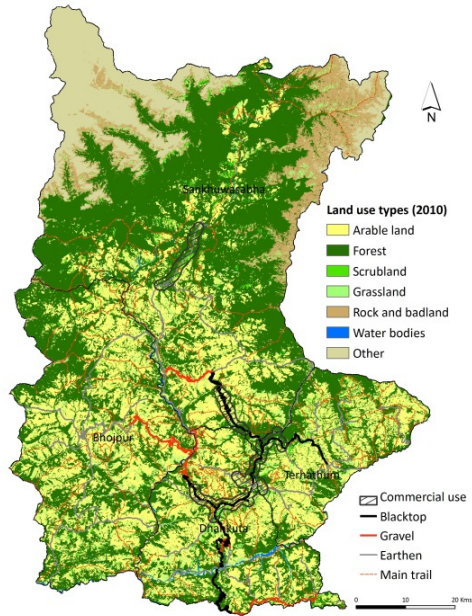 N
Sankhuwasabha
Land use types (2010)
Arable land
Forest
Scrubland
Grassland
Rock and badland
Water bodies
Other
Bhojpur
Terhathum
Dhankuta
Commercial use
Blacktop
Gravel
Earthen
Main trail
0 10 20 Kms